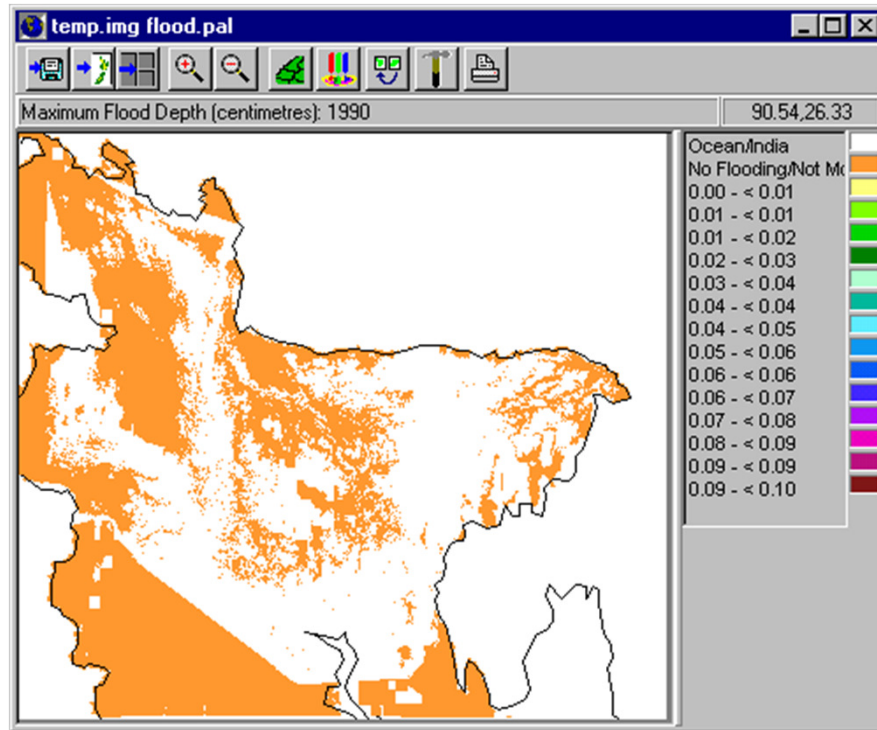 temp.img flood.pal
Maximum Flood Depth (centimetres): 1990
90.54,26.33
Ocean/India
No Flooding/Not Mo
0.00 - < 0.01
0.01 - < 0.01
0.01 - < 0.02
0.02 - < 0.03
0.03 - < 0.04
0.04 - < 0.04
0.04 - < 0.05
0.05 - < 0.06
0.06 - < 0.06
0.06 - < 0.07
0.07 - < 0.08
0.08 - < 0.09
0.09 - < 0.09
0.09 - < 0.10